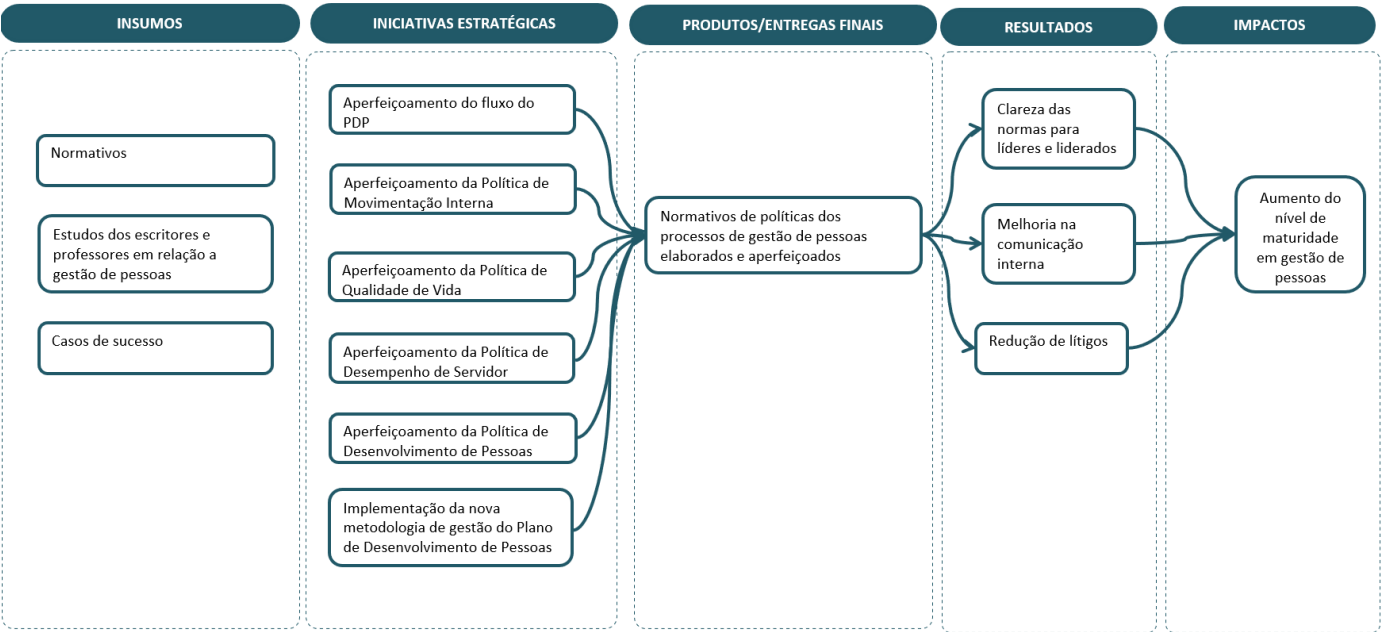 INSUMOS
INICIATIVAS ESTRATÉGICAS
PRODUTOS/ENTREGAS FINAIS
RESULTADOS
IMPACTOS
Normativos
Estudos dos escritores e
professores em relação a
gestão de pessoas
Casos de sucesso
Aperfeiçoamento do fluxo do
PDP
Aperfeiçoamento da Política de
Movimentação Interna
Aperfeiçoamento da Política de
Qualidade de Vida
Aperfeiçoamento da Política de
Desempenho de Servidor
Aperfeiçoamento da Política de
Desenvolvimento de Pessoas
Implementação da nova
metodologia de gestão do Plano
de Desenvolvimento de Pessoas
Normativos de políticas dos
processos de gestão de pessoas
elaborados e aperfeiçoados
Clareza das
normas para
líderes e liderados
Melhoria na
comunicação
interna
Redução de lítigos
Aumento do
nível de
maturidade
em gestão de
pessoas